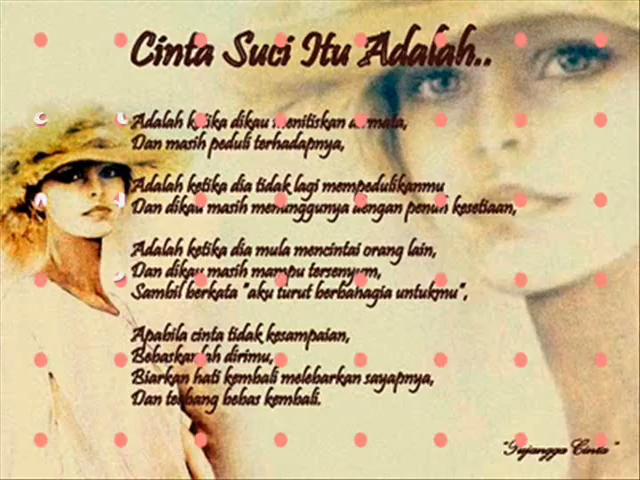 Cinta Suci Itu Adalah..
Adalah ketika dikau menitiskan airmata,
Dan masih peduli terhadapnya,
Adalah ketika dia tidak lagi mempedulikanmu
Dan dikau masih menunggunya dengan penuh kesetiaan,
Adalah ketika dia mula mencintai orang lain,
Dan dikau masih mampu tersenyum,
Sambil berkata "aku turut berbahagia untukmu",
Apabila cinta tidak kesampaian,
Bebaskanlah dirimu,
Biarkan hati kembali melebarkan sayapnya,
Dan terbang bebas kembali.
"Pujangga Cinta"